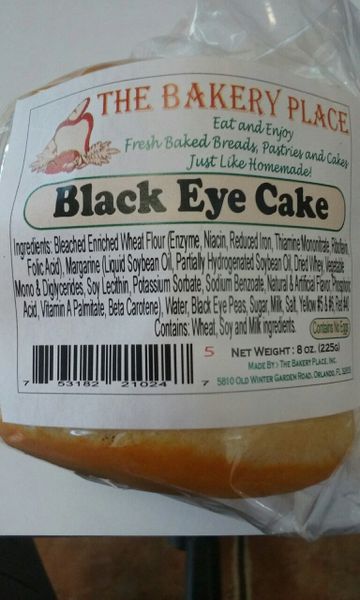 THE BAKERY PLACE
Eat and Enjoy
Fresh Baked Breads, Pastries and Cakes
Just Like Homemade!
Black Eye Cake
Ingredients: Bleached Enriched Wheat Flour (Enzyme, Niacin, Reduced Iron, Thiamine Mononitrate, Riboflavin,
Folic Acid), Margarine (Liquid Soybean Oil, Partially Hydrogenated Soybean Oil, Dried Whey, Vegetable
Mono & Diglycerides, Soy Lecithin, Potassium Sorbate, Sodium Benzoate, Natural & Artifical Flavor, Phosphoric
Acid, Vitamin A Palmitate, Beta Carotene), Water, Black Eye Peas, Sugar, Milk, Salt, Yellow #5 & #6, Red #40.
Contains: Wheat, Soy and Milk ingredients. Contains No Egg
5 NET WEIGHT: 8 oz. (225g)
MADE BY: THE BAKERY PLACE, INC.
7 53182 21024 7 5810 OLD WINTER GARDEN ROAD, ORLANDO, FL